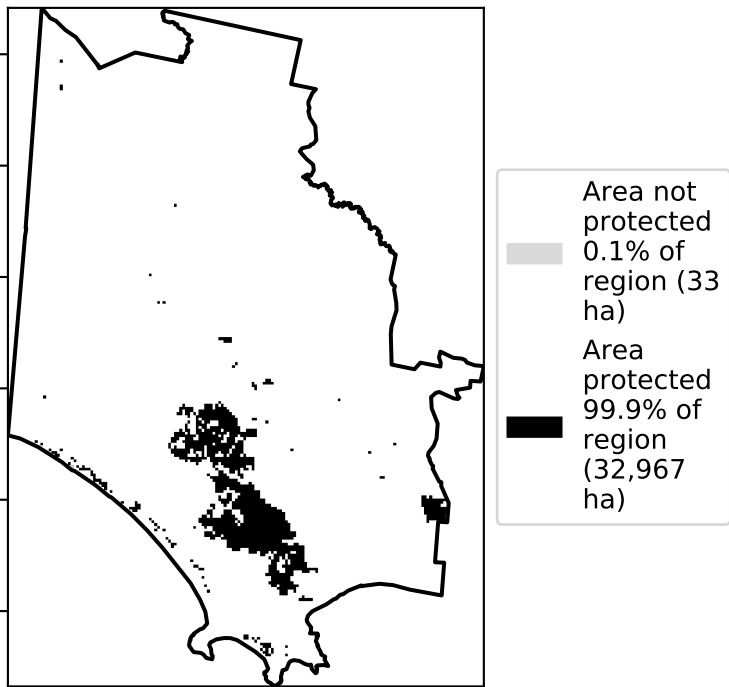 Area not
protected
0.1% of
region (33
ha)
Area
protected
99.9% of
region
(32,967
ha)